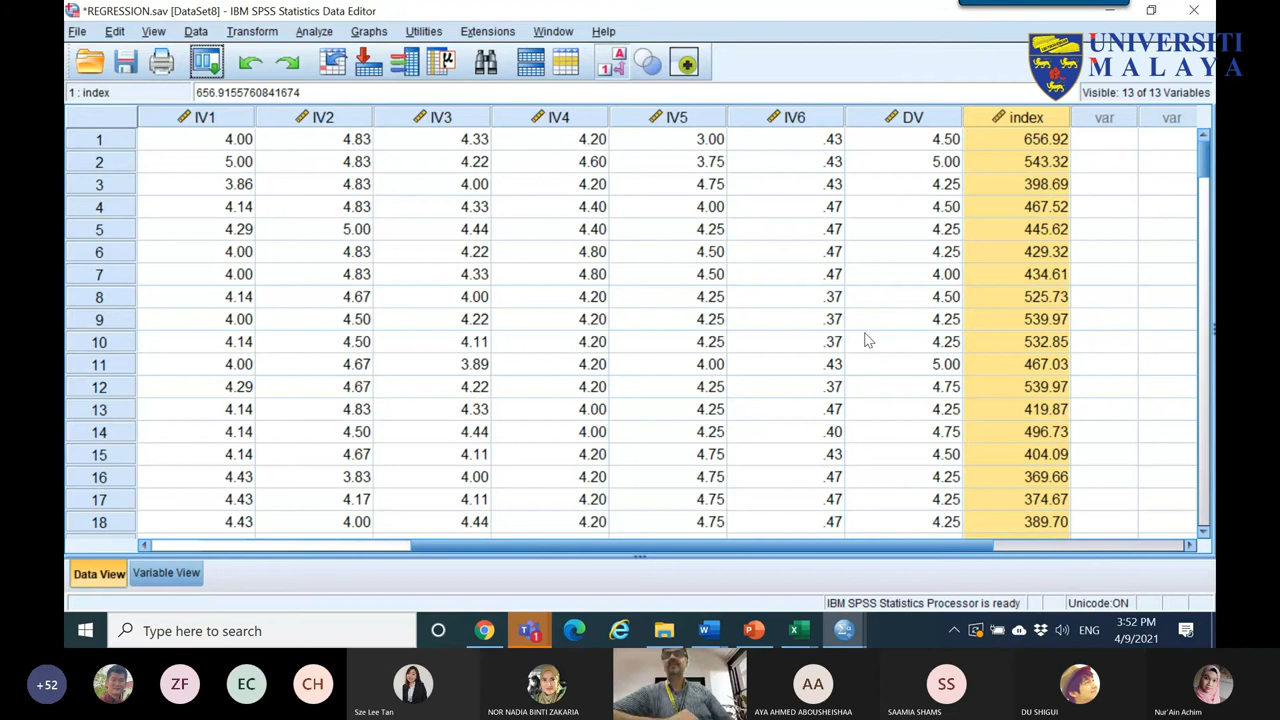 *REGRESSION.sav [DataSet8] - IBM SPSS Statistics Data Editor
File Edit View Data Transform Analyze Graphs Utilities Extensions Window Help
UNIVERSITI
MALAYA
1 : index 656.9155760841674 Visible: 13 of 13 Variables
IV1 IV2 IV3 IV4 IV5 IV6 DV index var var
1 4.00 4.83 4.33 4.20 3.00 .43 4.50 656.92
2 5.00 4.83 4.22 4.60 3.75 .43 5.00 543.32
3 3.86 4.83 4.00 4.20 4.75 .43 4.25 398.69
4 4.14 4.83 4.33 4.40 4.00 .47 4.50 467.52
5 4.29 5.00 4.44 4.40 4.25 .47 4.25 445.62
6 4.00 4.83 4.22 4.80 4.50 .47 4.25 429.32
7 4.00 4.83 4.33 4.80 4.50 .47 4.00 434.61
8 4.14 4.67 4.00 4.20 4.25 .37 4.50 525.73
9 4.00 4.50 4.22 4.20 4.25 .37 4.25 539.97
10 4.14 4.50 4.11 4.20 4.25 .37 4.25 532.85
11 4.00 4.67 3.89 4.20 4.00 .43 5.00 467.03
12 4.29 4.67 4.22 4.20 4.25 .37 4.75 539.97
13 4.14 4.83 4.33 4.00 4.25 .47 4.25 419.87
14 4.14 4.50 4.44 4.00 4.25 .40 4.75 496.73
15 4.14 4.67 4.11 4.20 4.75 .43 4.50 404.09
16 4.43 3.83 4.00 4.20 4.75 .47 4.25 369.66
17 4.43 4.17 4.11 4.20 4.75 .47 4.25 374.67
18 4.43 4.00 4.44 4.20 4.75 .47 4.25 389.70
Data View Variable View
IBM SPSS Statistics Processor is ready Unicode:ON
Type here to search ENG 3:52 PM
4/9/2021
+52 ZF EC CH AA SS
Sze Lee Tan NOR NADIA BINTI ZAKARIA AYA AHMED ABOUSHEISHAA SAAMIA SHAMS DU SHIGUI Nur'Ain Achim